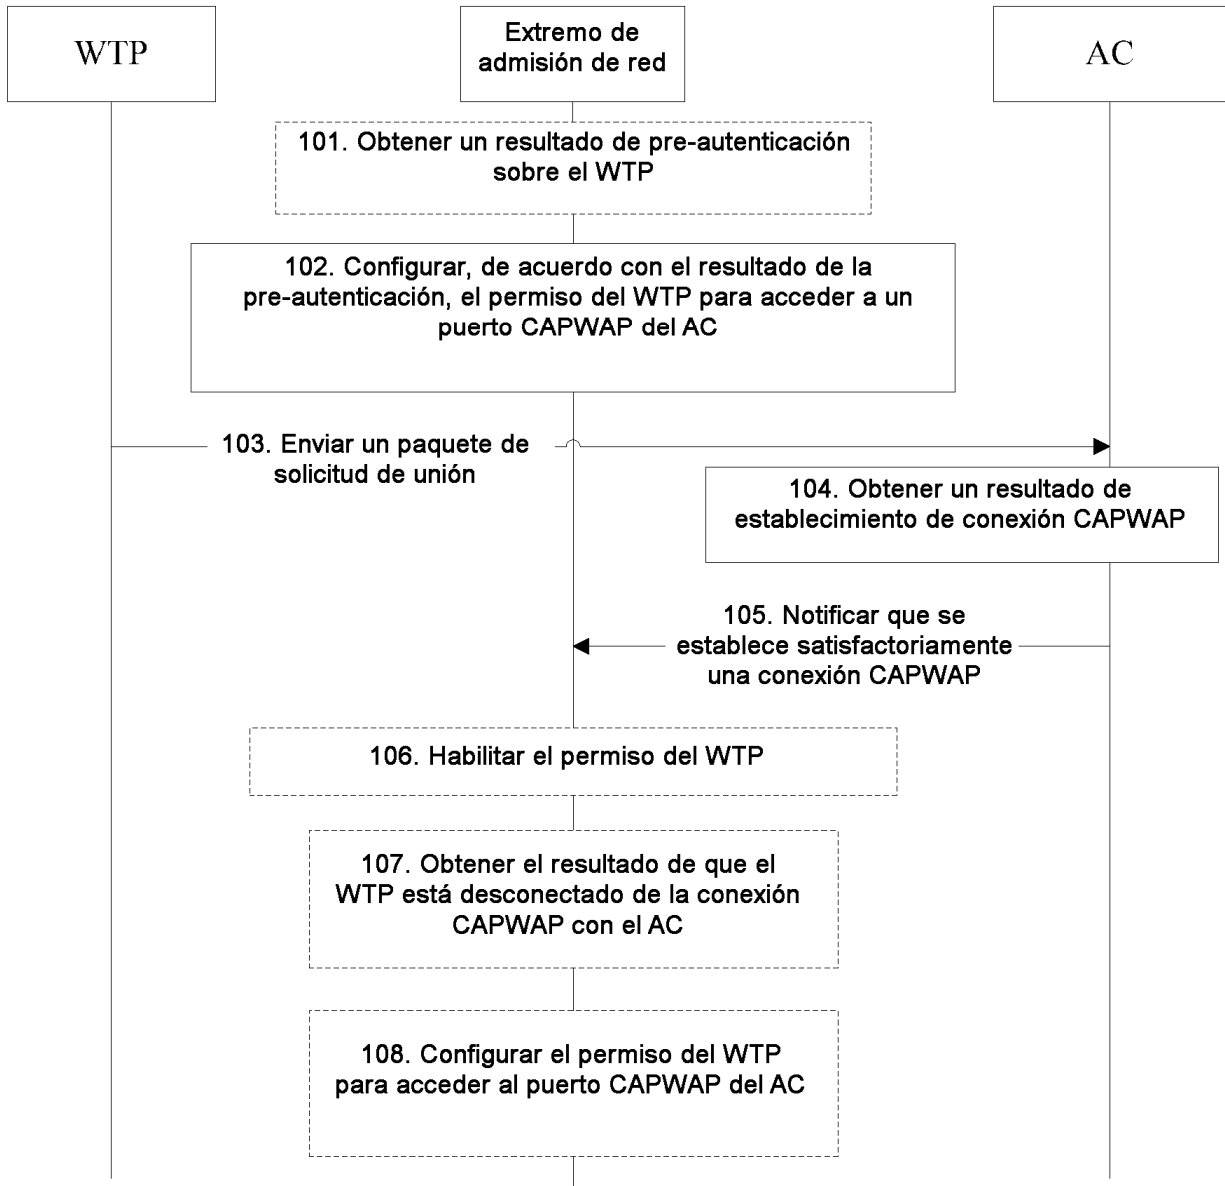 WTP
Extremo de
admisión de red
AC
101. Obtener un resultado de pre-autenticación
sobre el WTP
102. Configurar, de acuerdo con el resultado de la
pre-autenticación, el permiso del WTP para acceder a un
puerto CAPWAP del AC
103. Enviar un paquete de
solicitud de unión
104. Obtener un resultado de
establecimiento de conexión CAPWAP
105. Notificar que se
establece satisfactoriamente
una conexión CAPWAP
106. Habilitar el permiso del WTP
107. Obtener el resultado de que el
WTP está desconectado de la conexión
CAPWAP con el AC
108. Configurar el permiso del WTP
para acceder al puerto CAPWAP del AC